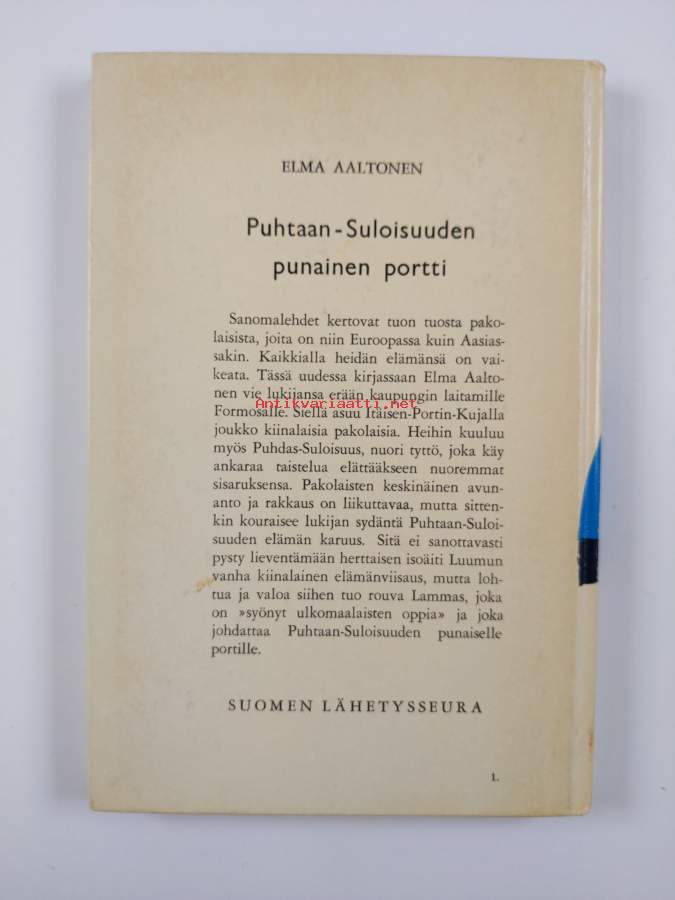 ELMA AALTONEN
Puhtaan-Suloisuuden
punainen portti
Sanomalehdet kertovat tuon tuosta pako-
laisista, joita on niin Euroopassa kuin Aasias-
sakin. Kaikkialla heidän elämänsä on vai-
keata. Tässä uudessa kirjassaan Elma Aalto-
nen vie lukijansa erään kaupungin laitamille
Antikvariaatti.net
Formosalle. Siellä asuu Itäisen-Portin-Kujalla
joukko kiinalaisia pakolaisia. Heihin kuuluu
myös Puhdas-Suloisuus, nuori tyttö, joka käy
ankaraa taistelua elättääkseen nuoremmat
sisaruksensa. Pakolaisten keskinäinen avun-
anto ja rakkaus on liikuttavaa, mutta sitten-
kin kouraisee lukijan sydäntä Puhtaan-Suloi-
suuden elämän karuus. Sitä ei sanottavasti
pysty lieventämään herttaisen isoäiti Luumun
vanha kiinalainen elämänviisaus, mutta loh-
tua ja valoa siihen tuo rouva Lammas, joka
on »syönyt ulkomaalaisten oppia» ja joka
johdattaa Puhtaan-Suloisuuden punaiselle
portille.
SUOMEN LÄHETYSSEURA
1.